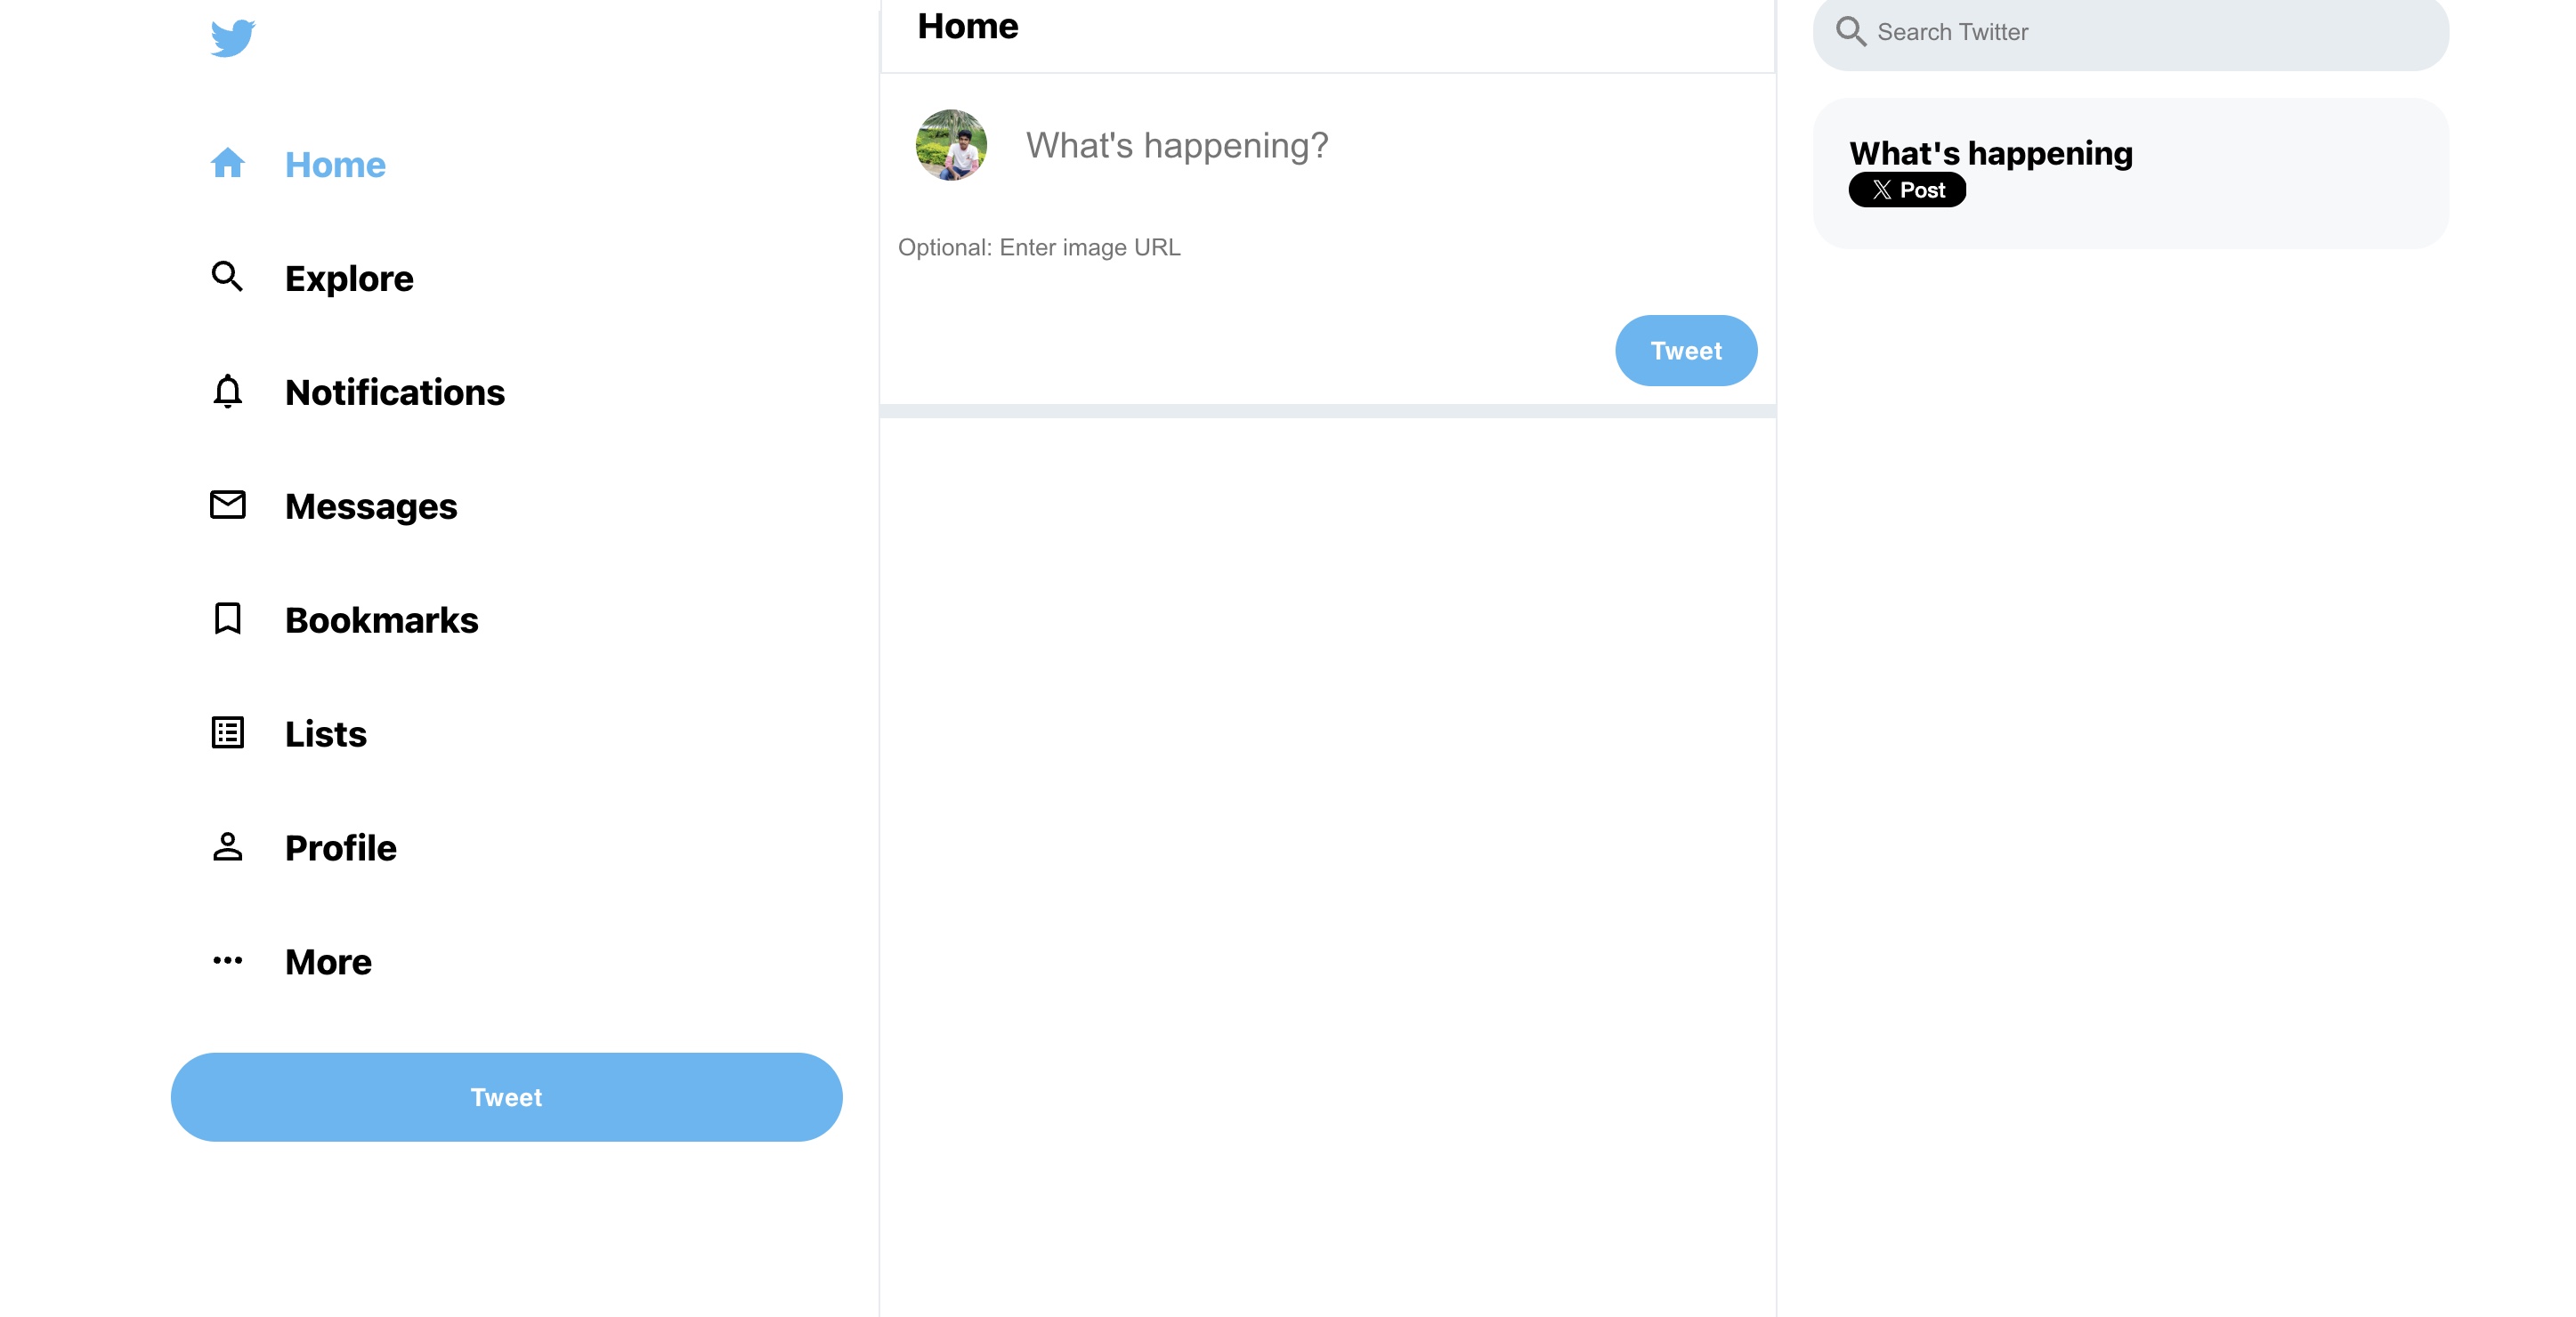 Home
Explore
Notifications
Messages
Bookmarks
Lists
Profile
More
Tweet
Home
What's happening?
Optional: Enter image URL
Tweet
Search Twitter
What's happening
X Post